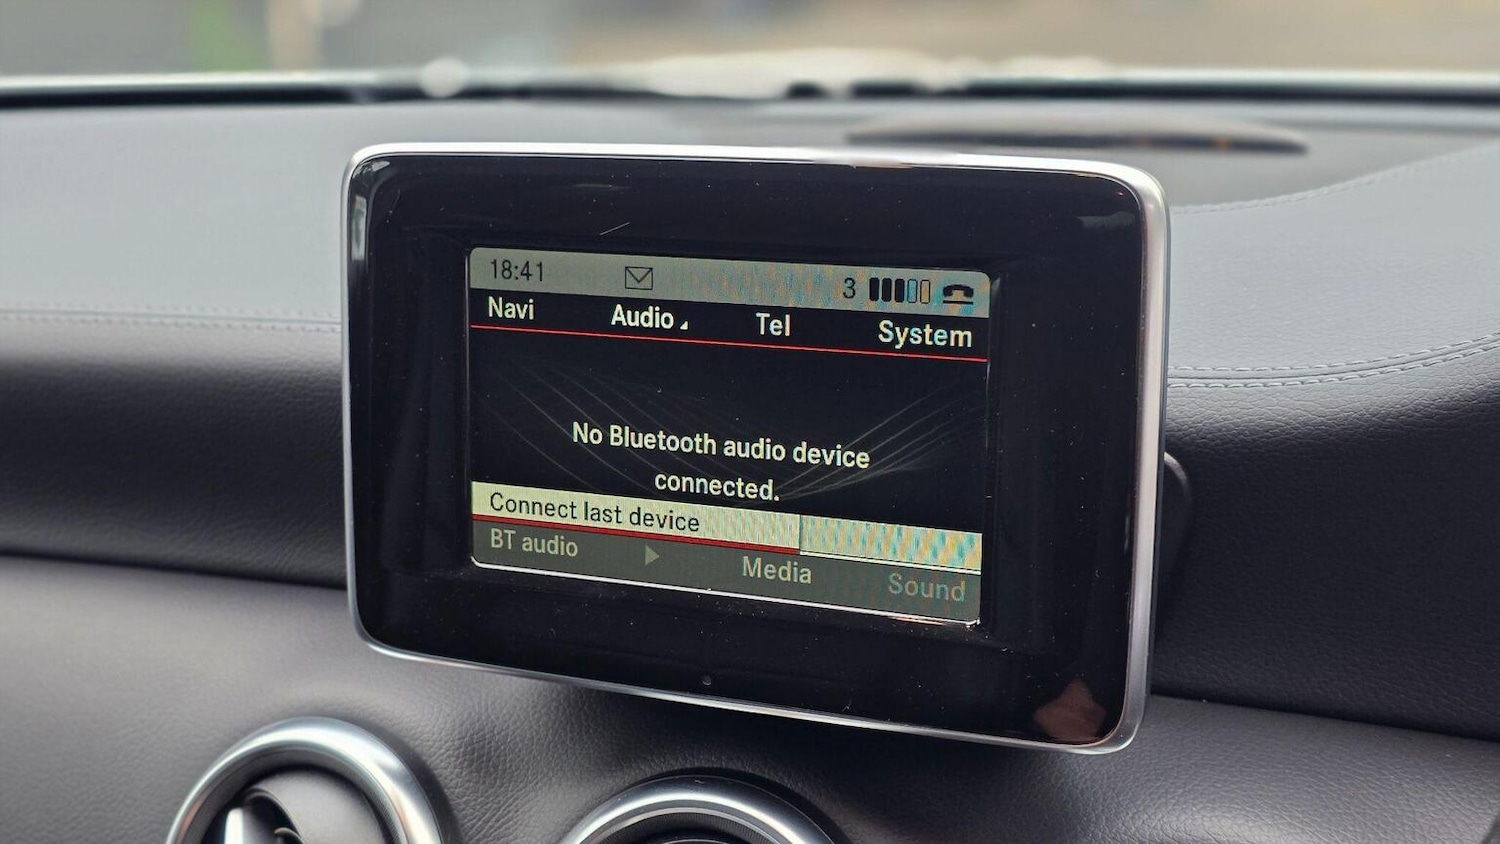 18:41 3
Navi Audio Tel System
No Bluetooth audio device
connected.
Connect last device
BT audio Media Sound